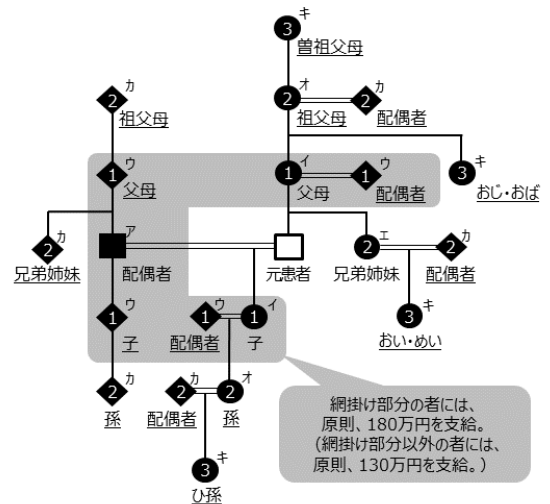 キ
3
曽祖父母
カ
2
祖父母
オ
2
祖父母
カ
2
配偶者
ウ
1
父母
イ
1
父母
ウ
1
配偶者
キ
3
おじ・おば
カ
2
兄弟姉妹
ア
配偶者
元患者
エ
2
兄弟姉妹
カ
2
配偶者
ウ
1
子
ウ
1
配偶者
イ
1
子
キ
3
おい・めい
カ
2
孫
カ
2
配偶者
オ
2
孫
キ
3
ひ孫
網掛け部分の者には、
原則、180万円を支給。
(網掛け部分以外の者には、
原則、130万円を支給。)